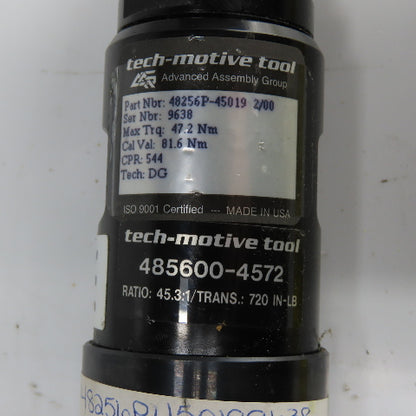 tech-motive tool
Advanced Assembly Group
Part Nbr: 48256P-45019 2/00
Ser Nbr: 9638
Max Trq: 47.2 Nm
Cal Val: 81.6 Nm
CPR: 544
Tech: DG
ISO 9001 Certified --- MADE IN USA
tech-motive tool
485600-4572
RATIO: 45.3:1/TRANS.: 720 IN-LB